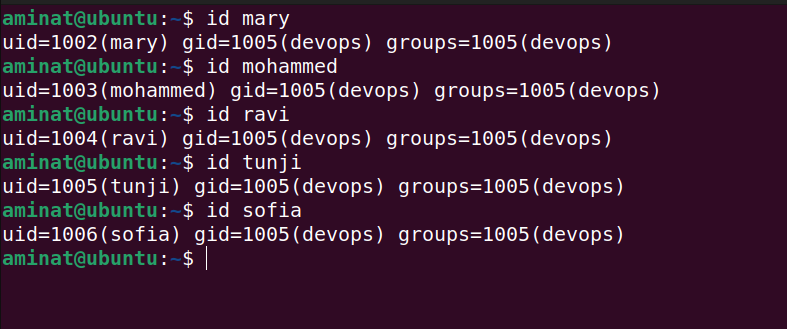 aminat@ubuntu:~$ id mary
uid=1002(mary) gid=1005(devops) groups=1005(devops)
aminat@ubuntu:~$ id mohammed
uid=1003(mohammed) gid=1005(devops) groups=1005(devops)
aminat@ubuntu:~$ id ravi
uid=1004(ravi) gid=1005(devops) groups=1005(devops)
aminat@ubuntu:~$ id tunji
uid=1005(tunji) gid=1005(devops) groups=1005(devops)
aminat@ubuntu:~$ id sofia
uid=1006(sofia) gid=1005(devops) groups=1005(devops)
aminat@ubuntu:~$